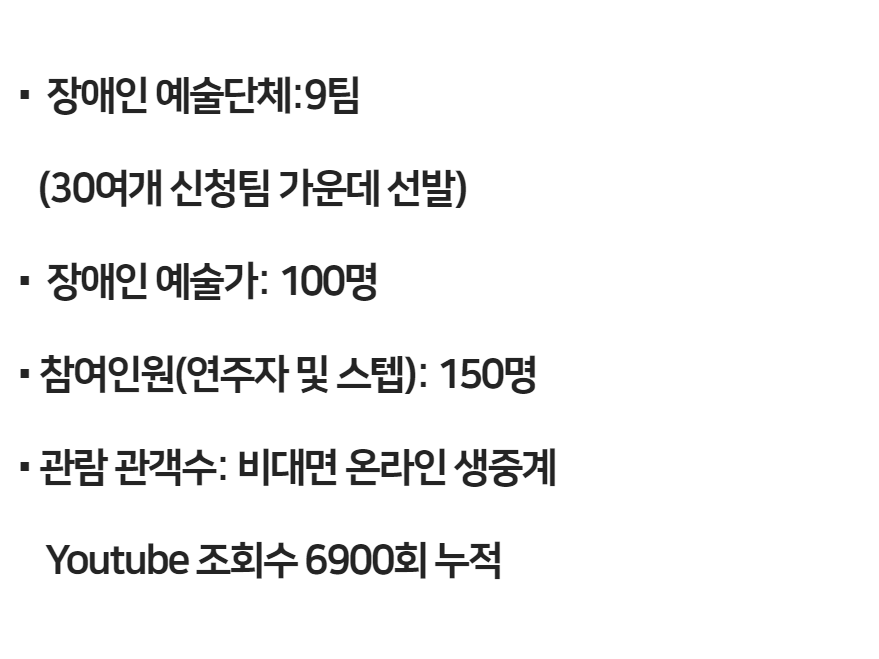 ▪ 장애인 예술단체:9팀
(30여개 신청팀 가운데 선발)
▪ 장애인 예술가: 100명
▪ 참여인원(연주자 및 스텝): 150명
▪ 관람 관객수: 비대면 온라인 생중계
Youtube 조회수 6900회 누적